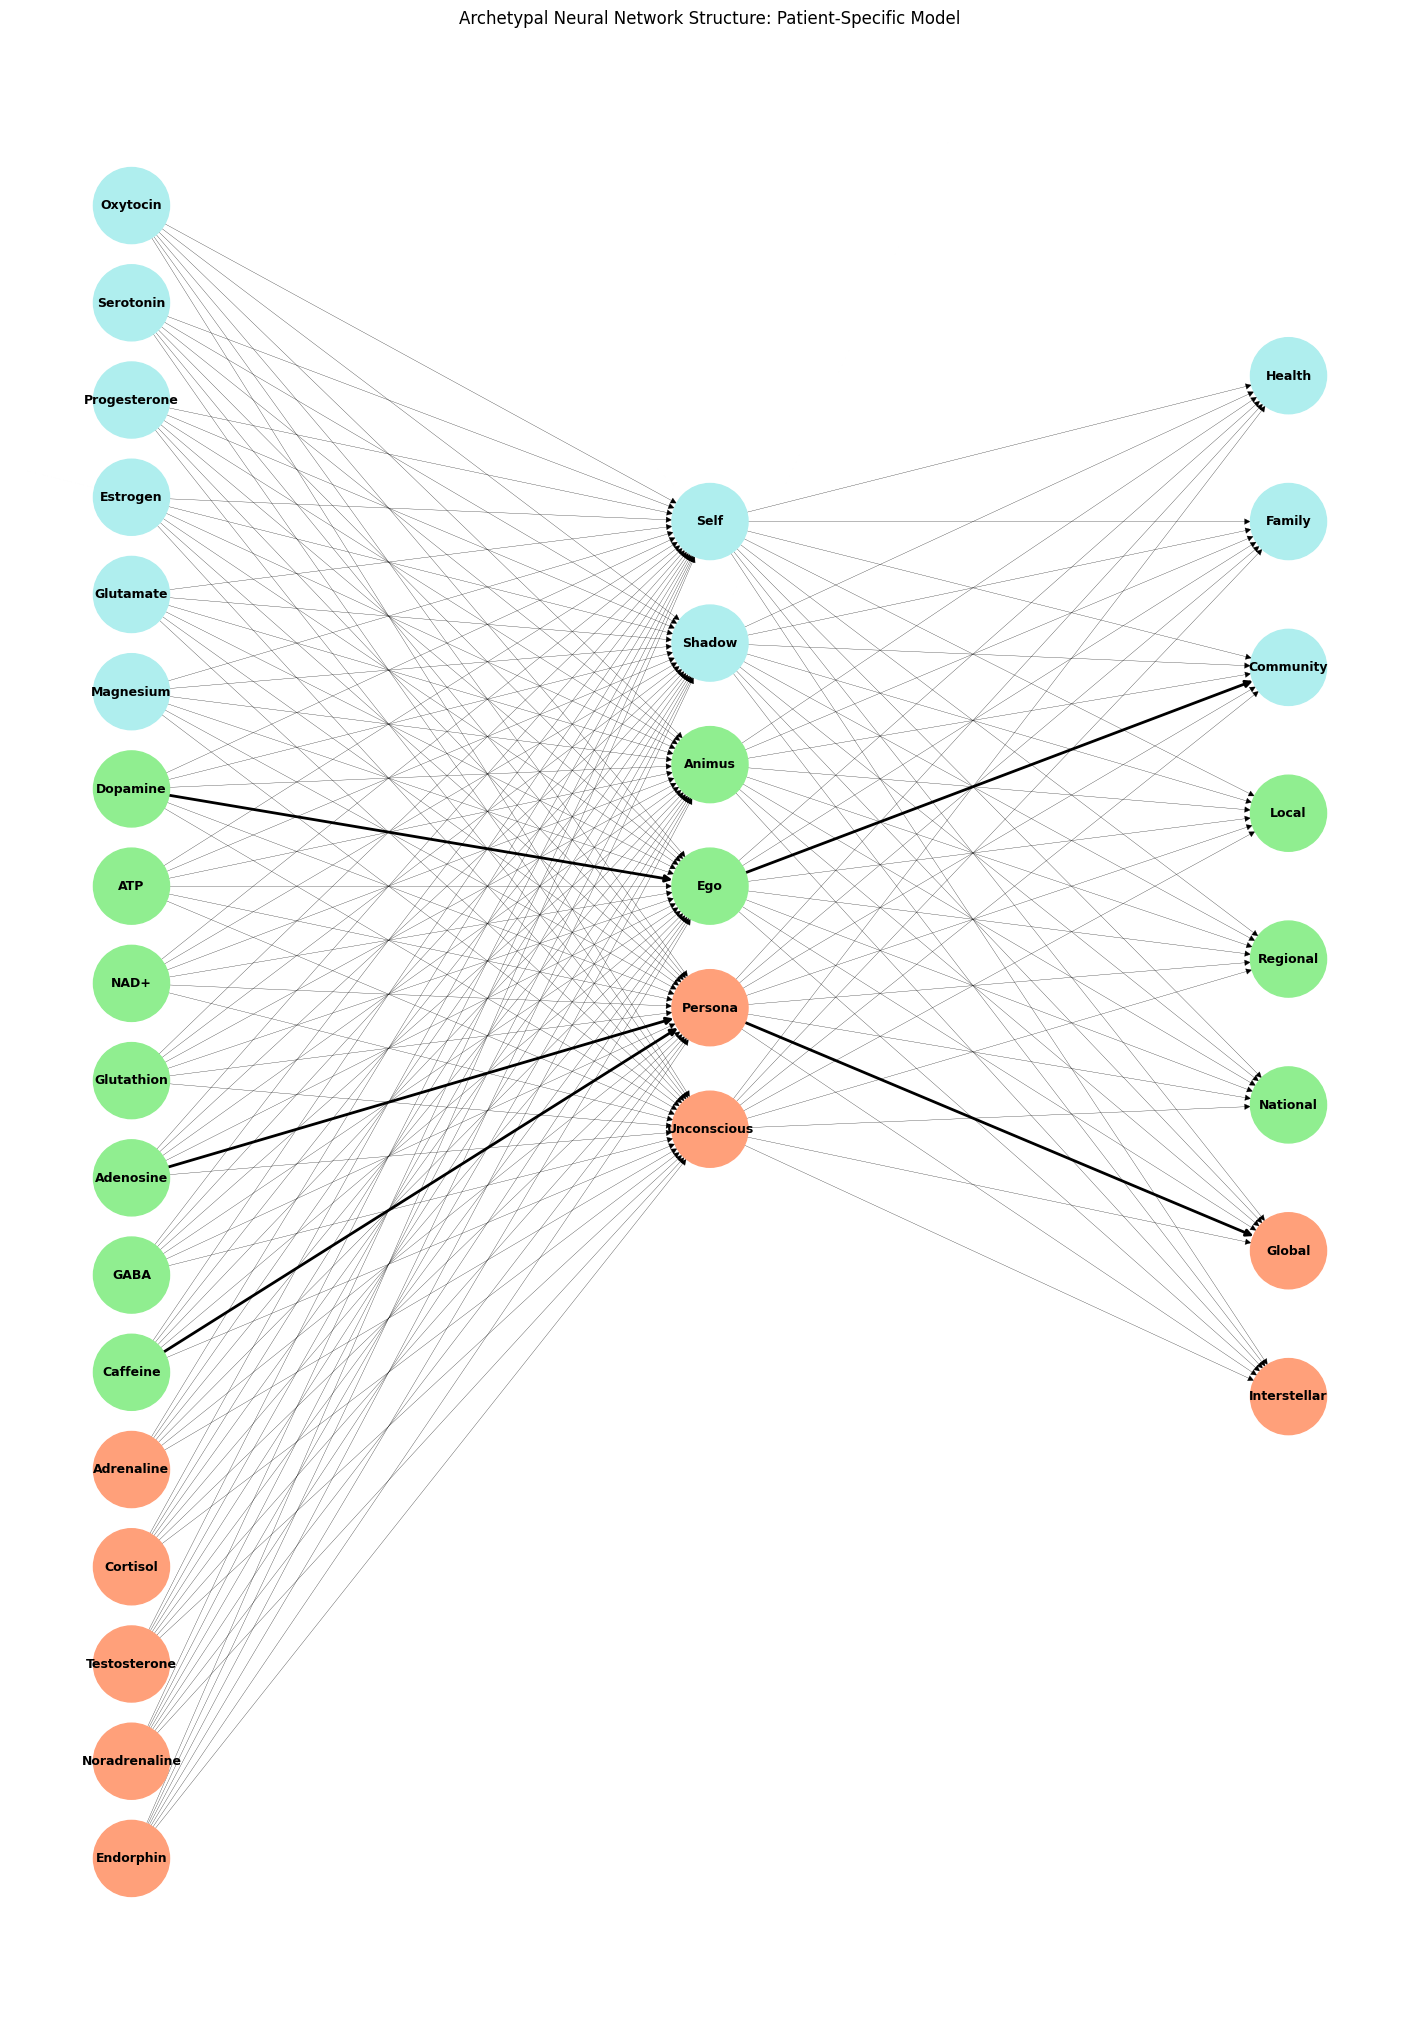 Archetypal Neural Network Structure: Patient-Specific Model
Oxytocin
Serotonin
Progesterone
Estrogen
Glutamate
Magnesium
Dopamine
ATP
NAD+
Glutathion
Adenosine
GABA
Caffeine
Adrenaline
Cortisol
Testosterone
Noradrenaline
Endorphin
Self
Shadow
Animus
Ego
Persona
Unconscious
Health
Family
Community
Local
Regional
National
Global
Interstellar